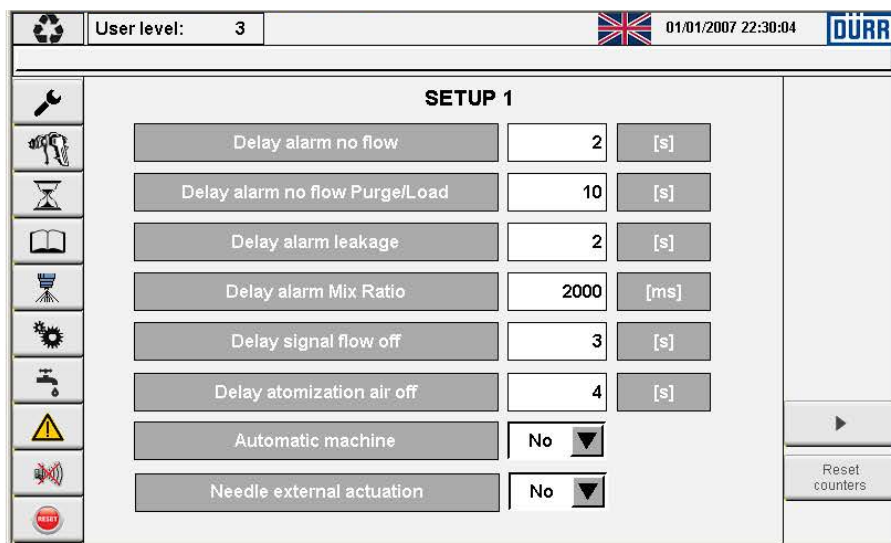 User level: 3 01/01/2007 22:30:04 DÜRR
SETUP 1
Delay alarm no flow 2 [s]
Delay alarm no flow Purge/Load 10 [s]
Delay alarm leakage 2 [s]
Delay alarm Mix Ratio 2000 [ms]
Delay signal flow off 3 [s]
Delay atomization air off 4 [s]
Automatic machine No
Needle external actuation No
Reset
counters
RESET